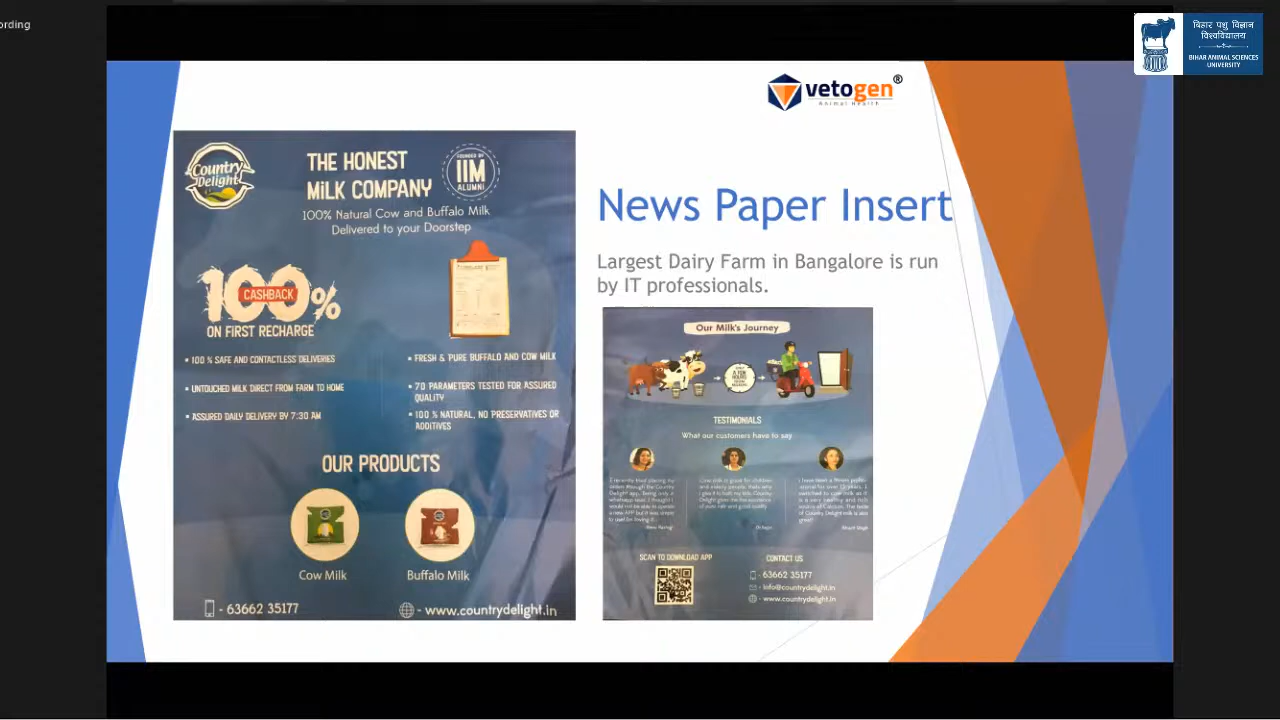 ording
बिहार पशु विज्ञान
विश्वविद्यालय
BIHAR ANIMAL SCIENCES
UNIVERSITY
vetogen®
Animal Health
Country
Delight
THE HONEST
MiLK COMPANY
FOUNDED BY
IIM
ALUMNI
100% Natural Cow and Buffalo Milk
Delivered to your Doorstep
100%
CASHBACK
ON FIRST RECHARGE
▪ 100 % SAFE AND CONTACTLESS DELIVERIES
▪ UNTOUCHED MILK DIRECT FROM FARM TO HOME
▪ ASSURED DAILY DELIVERY BY 7:30 AM
▪ FRESH & PURE BUFFALO AND COW MILK
▪ 70 PARAMETERS TESTED FOR ASSURED
QUALITY
▪ 100 % NATURAL, NO PRESERVATIVES OR
ADDITIVES
OUR PRODUCTS
Cow Milk
Buffalo Milk
- 63662 35177
- www.countrydelight.in
News Paper Insert
Largest Dairy Farm in Bangalore is run
by IT professionals.
Our Milk's Journey
A FEW
HOURS
TESTIMONIALS
What our customers have to say
SCAN TO DOWNLOAD APP
CONTACT US
- 63662 35177
- info@countrydelight.in
- www.countrydelight.in